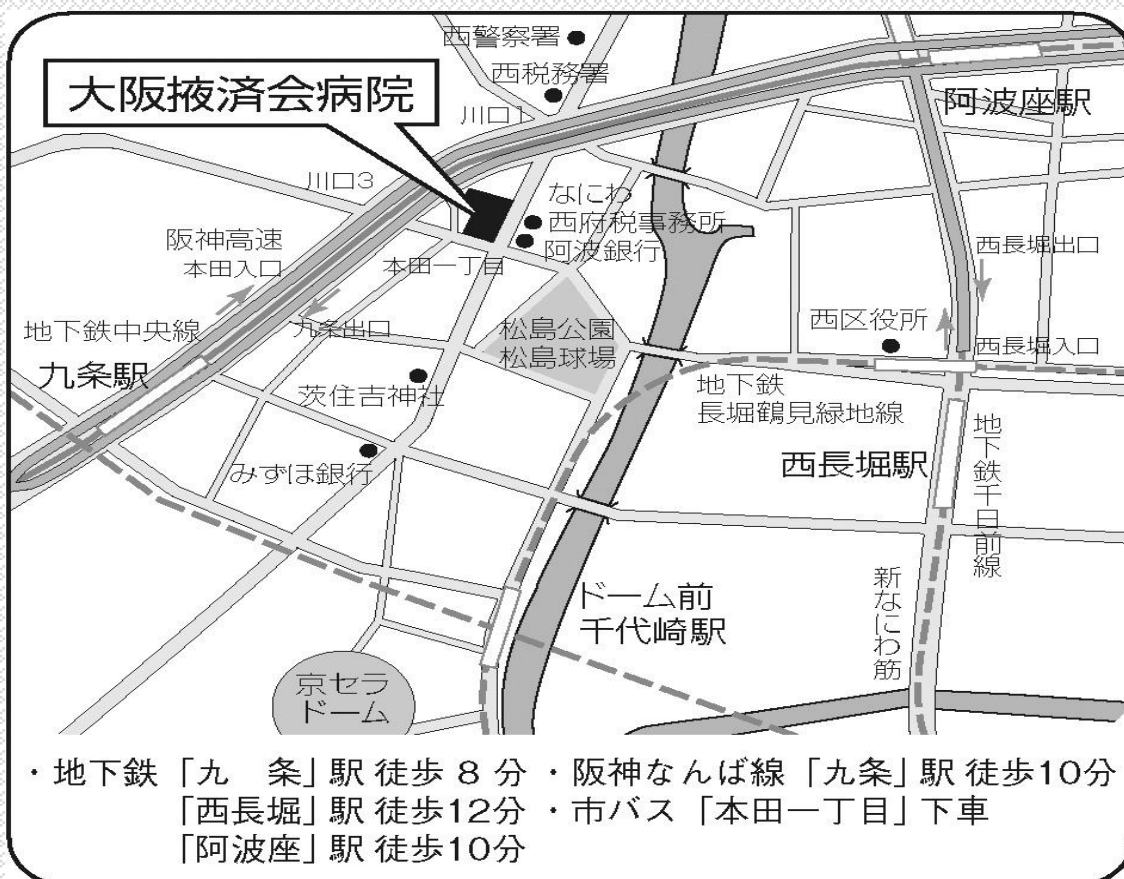 西警察署
西税務署
大阪掖済会病院
川口1
阿波座駅
川口3
なにわ
西府税事務所
阿波銀行
阪神高速
本田入口
本田一丁目
西長堀出口
地下鉄中央線
九条出口
松島公園
松島球場
西区役所
西長堀入口
九条駅
茨住吉神社
地下鉄
長堀鶴見緑地線
みずほ銀行
西長堀駅
地下鉄千日前線
ドーム前
千代崎駅
新なにわ筋
京セラ
ドーム
・地下鉄「九 条」駅 徒歩 8 分 ・阪神なんば線「九条」駅 徒歩10分
「西長堀」駅 徒歩12分 ・市バス「本田一丁目」下車
「阿波座」駅 徒歩10分